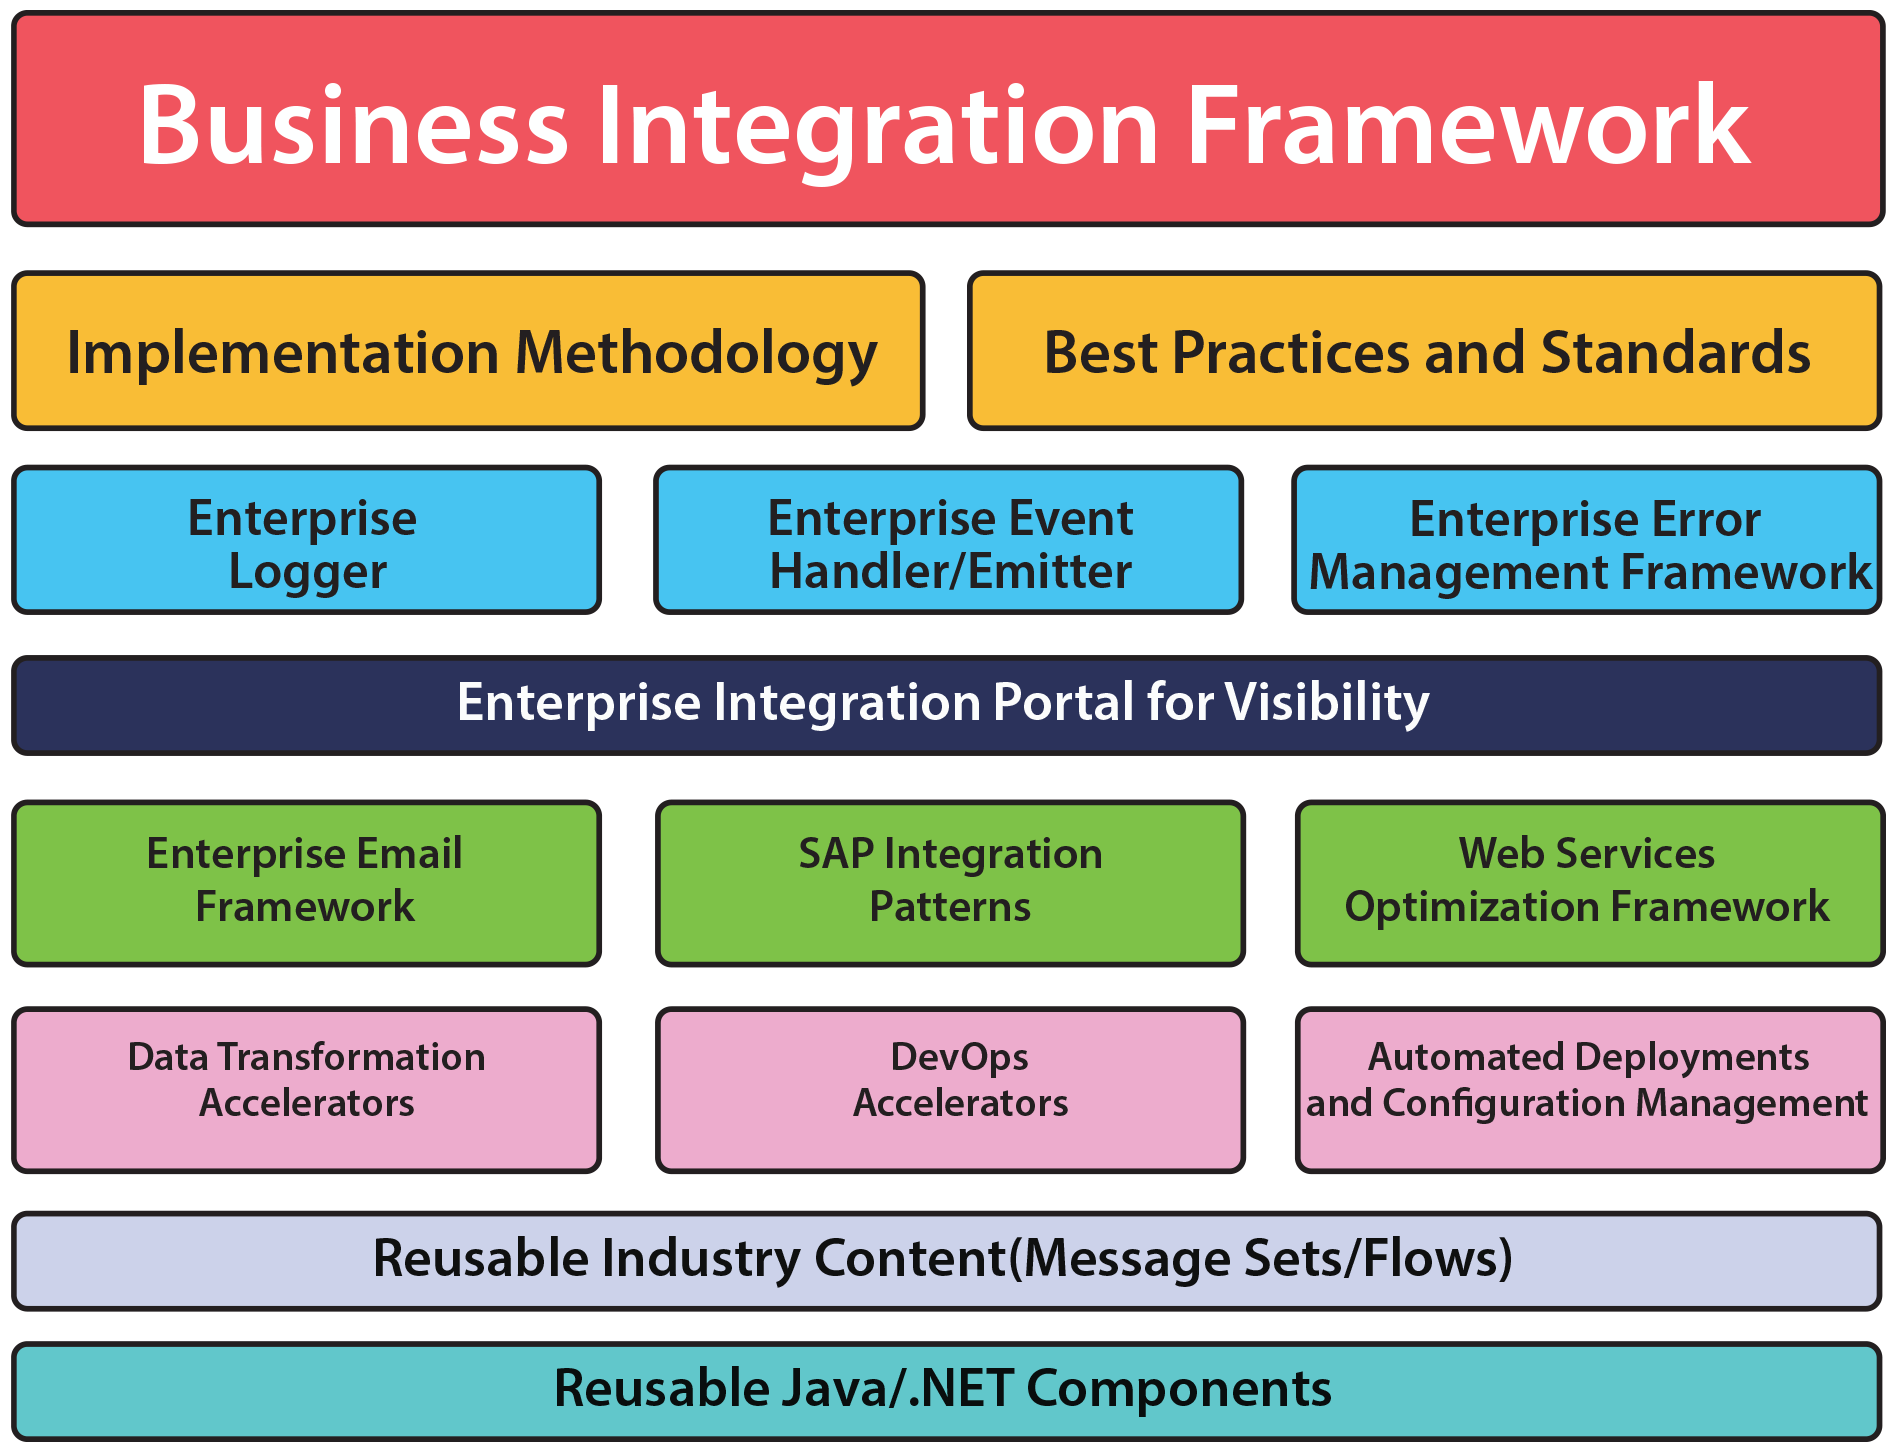 Business Integration Framework
Implementation Methodology
Best Practices and Standards
Enterprise
Logger
Enterprise Event
Handler/Emitter
Enterprise Error
Management Framework
Enterprise Integration Portal for Visibility
Enterprise Email
Framework
SAP Integration
Patterns
Web Services
Optimization Framework
Data Transformation
Accelerators
DevOps
Accelerators
Automated Deployments
and Configuration Management
Reusable Industry Content(Message Sets/Flows)
Reusable Java/.NET Components